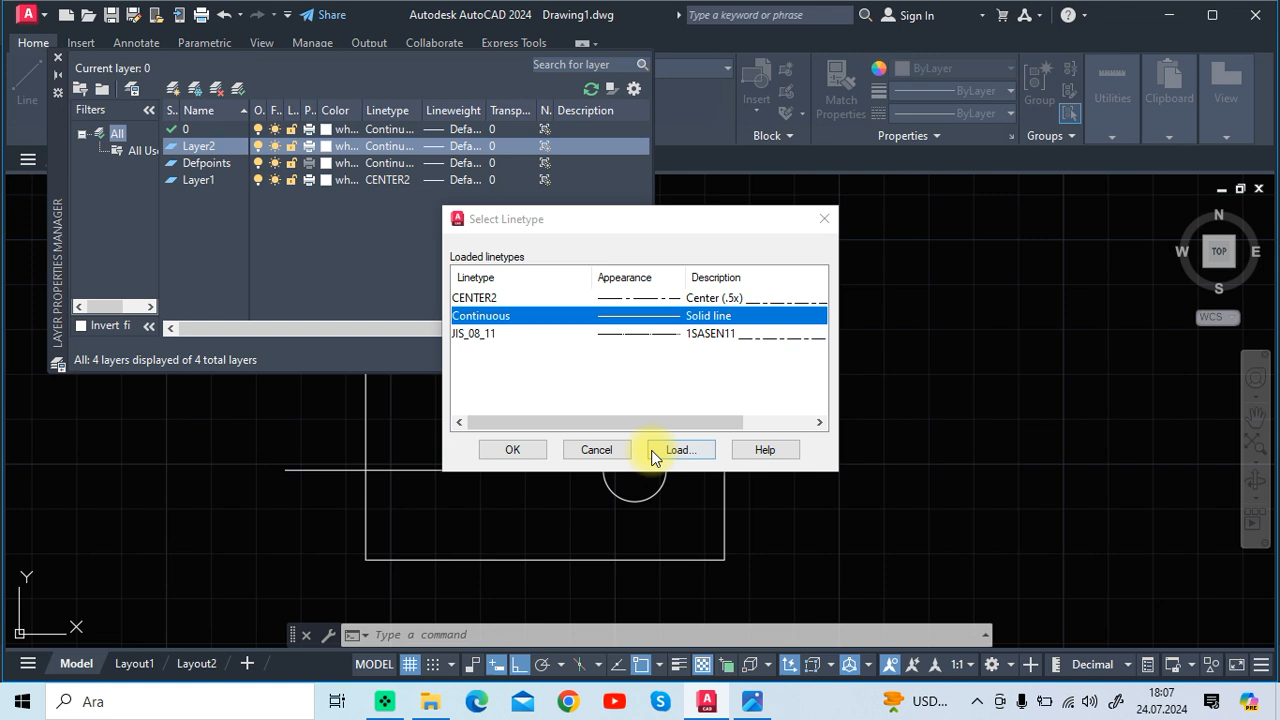 Share
Autodesk AutoCAD 2024 Drawing1.dwg
Type a keyword or phrase
Sign In
Home Insert Annotate Parametric View Manage Output Collaborate Express Tools
Line
Insert
Block
Match
Properties
ByLayer
ByLayer
ByLayer
Properties
Group
Groups
Utilities
Clipboard
View
Current layer: 0
Search for layer
Filters
S.. Name O. F.. L.. P.. Color Linetype Lineweight Transp... N. Description
All
All Us
0 wh... Continu... Defa... 0
Layer2 wh... Continu... Defa... 0
Defpoints wh... Continu... Defa... 0
Layer1 wh... CENTER2 Defa... 0
Invert fi
All: 4 layers displayed of 4 total layers
LAYER PROPERTIES MANAGER
Select Linetype
Loaded linetypes
Linetype Appearance Description
CENTER2 Center (.5x)
Continuous Solid line
JIS_08_11 1SASEN11
OK Cancel Load... Help
N
W TOP E
S
WCS
Y
X
Type a command
Model Layout1 Layout2
MODEL
1:1
Decimal
Ara
USD...
18:07
24.07.2024
PRE